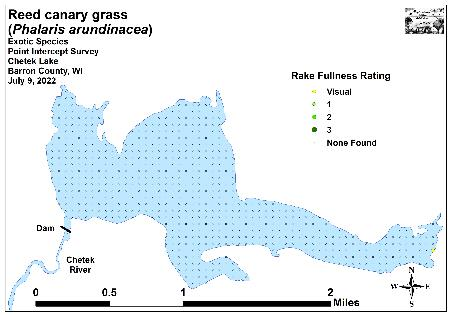 Reed canary grass
(Phalaris arundinacea)
Exotic Species
Point Intercept Survey
Chetek Lake
Barron County, WI
July 9, 2022
Rake Fullness Rating
Visual
1
2
3
None Found
Dam
Chetek
River
N
W E
S
0 0.5 1 2
Miles